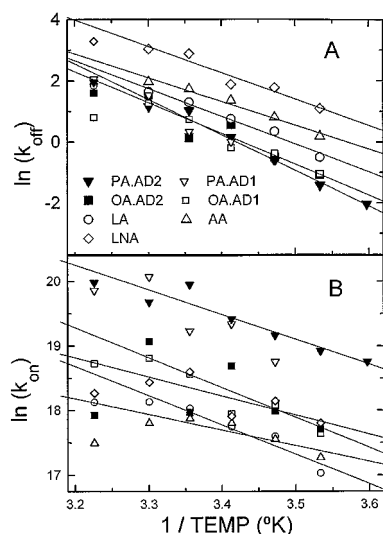 A
ln (k_off)
4
2
0
-2
PA.AD2 PA.AD1
OA.AD2 OA.AD1
LA AA
LNA
B
ln (k_on)
20
19
18
17
3.2 3.3 3.4 3.5 3.6
1 / TEMP (ºK)